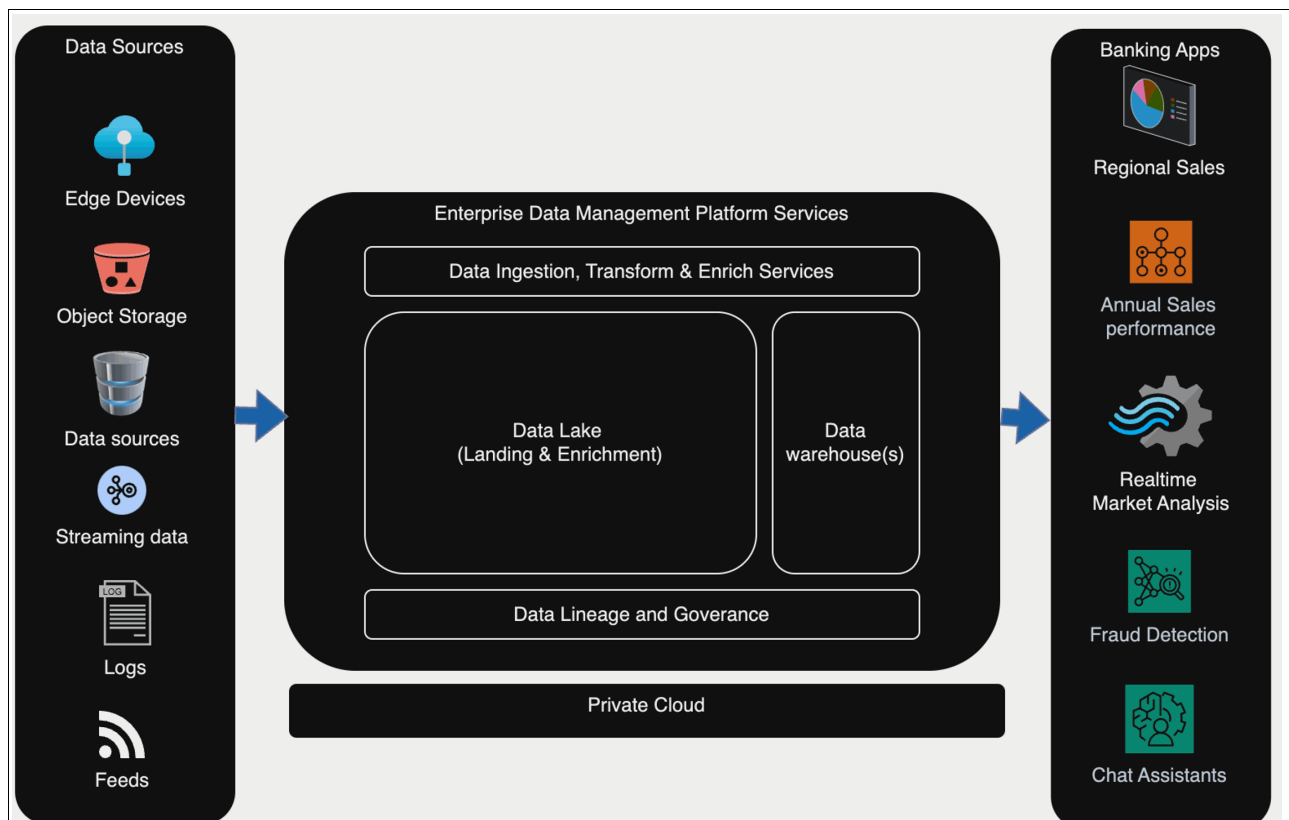 Data Sources
Edge Devices
Object Storage
Data sources
Streaming data
LOG
Logs
Feeds
Enterprise Data Management Platform Services
Data Ingestion, Transform & Enrich Services
Data Lake
(Landing & Enrichment)
Data
warehouse(s)
Data Lineage and Goverance
Private Cloud
Banking Apps
Regional Sales
Annual Sales
performance
Realtime
Market Analysis
Fraud Detection
Chat Assistants